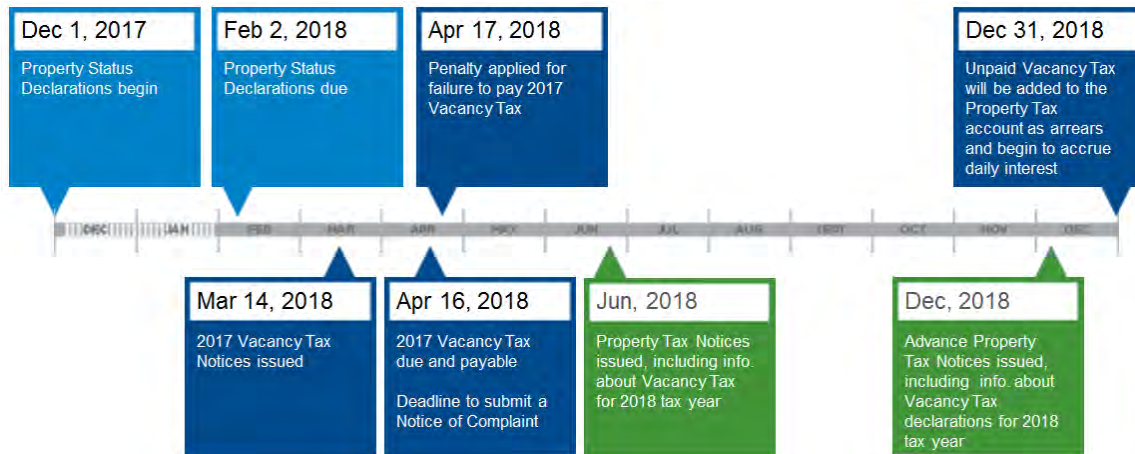 Dec 1, 2017
Property Status
Declarations begin
Feb 2, 2018
Property Status
Declarations due
Apr 17, 2018
Penalty applied for
failure to pay 2017
Vacancy Tax
Dec 31, 2018
Unpaid Vacancy Tax
will be added to the
Property Tax
account as arrears
and begin to accrue
daily interest
DEC JAN FEB MAR APR MAY JUN JUL AUG SEPT OCT NOV DEC
Mar 14, 2018
2017 Vacancy Tax
Notices issued
Apr 16, 2018
2017 Vacancy Tax
due and payable
Deadline to submit a
Notice of Complaint
Jun, 2018
Property Tax Notices
issued, including info.
about Vacancy Tax
for 2018 tax year
Dec, 2018
Advance Property
Tax Notices issued,
including info. about
Vacancy Tax
declarations for 2018
tax year